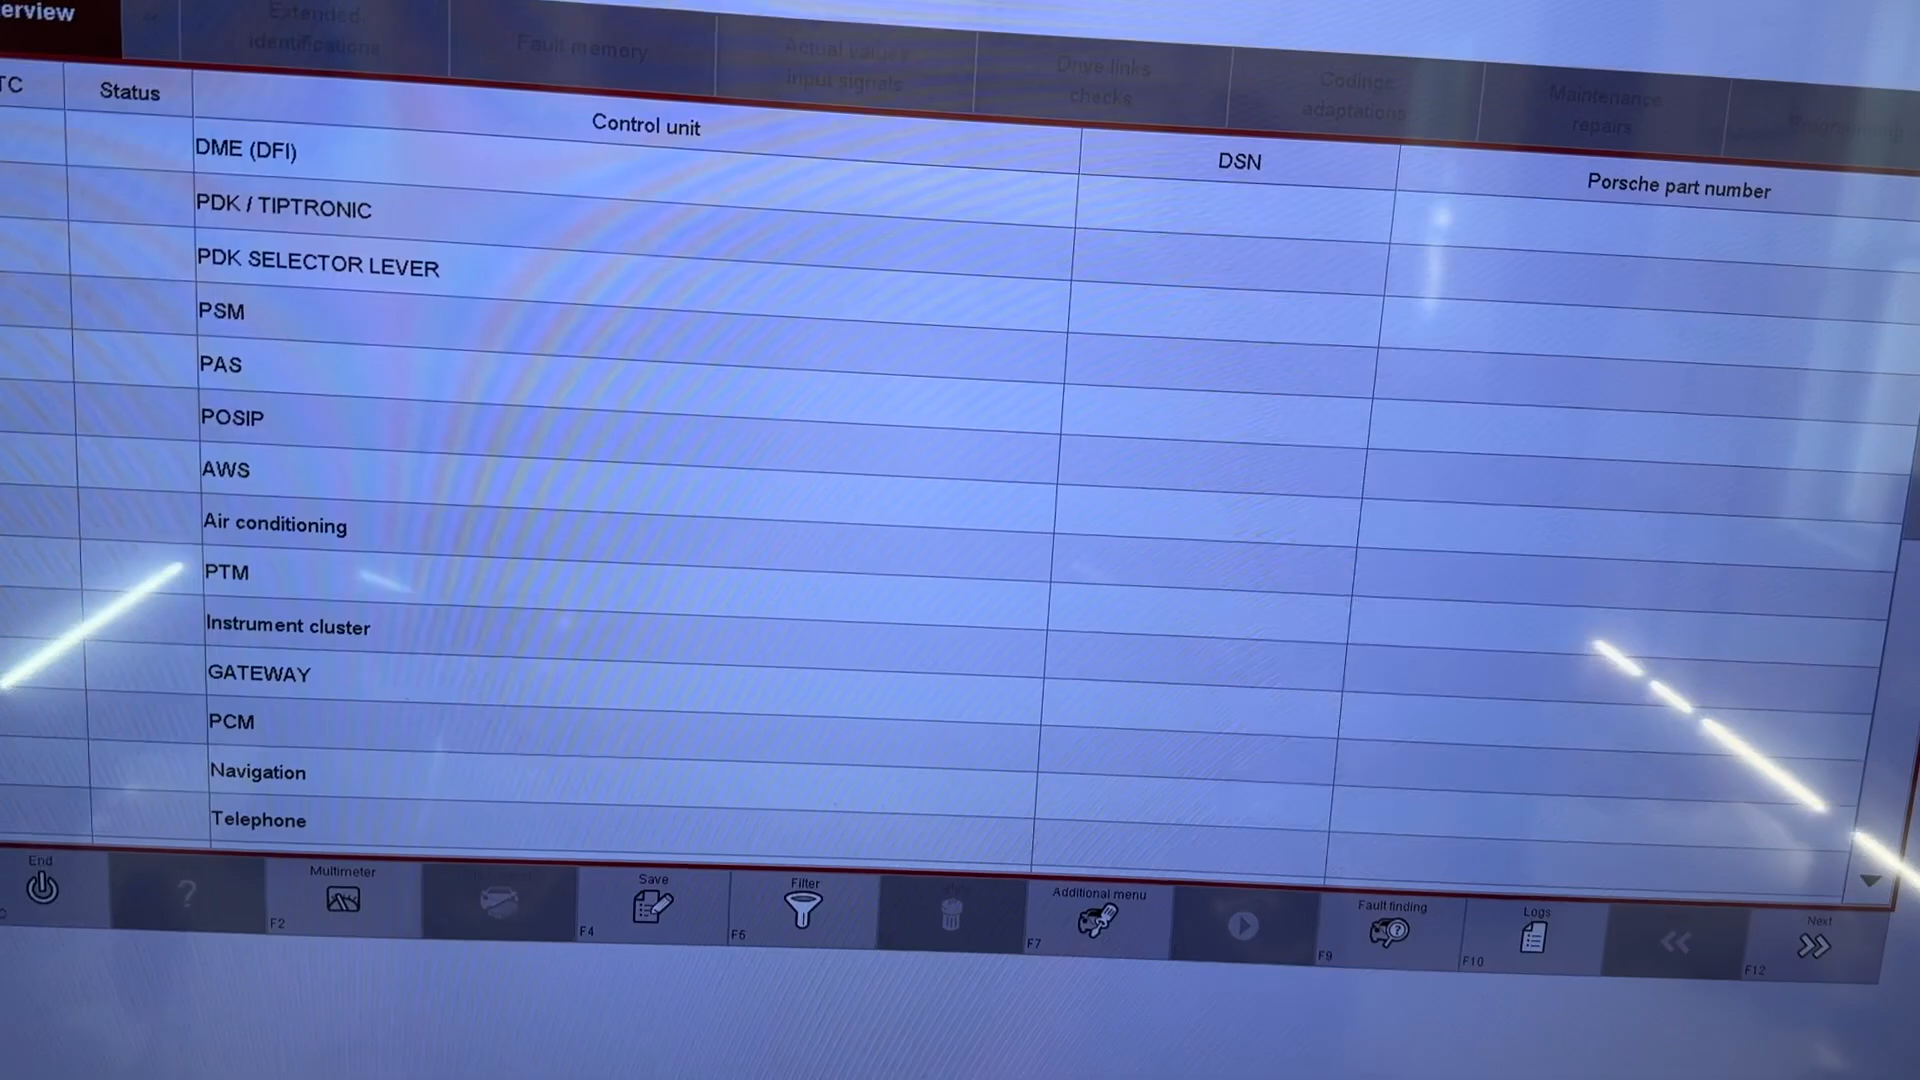 erview
Extended
identifications
Fault memory
Actual values
input signals
Drive links
checks
Codings
adaptations
Maintenance
repairs
Programming
TC
Status
Control unit
DSN
Porsche part number
DME (DFI)
PDK / TIPTRONIC
PDK SELECTOR LEVER
PSM
PAS
POSIP
AWS
Air conditioning
PTM
Instrument cluster
GATEWAY
PCM
Navigation
Telephone
End
?
Multimeter
F2
Save
F4
Filter
F6
Additional menu
F7
Fault finding
F9
Logs
F10
Next
F12